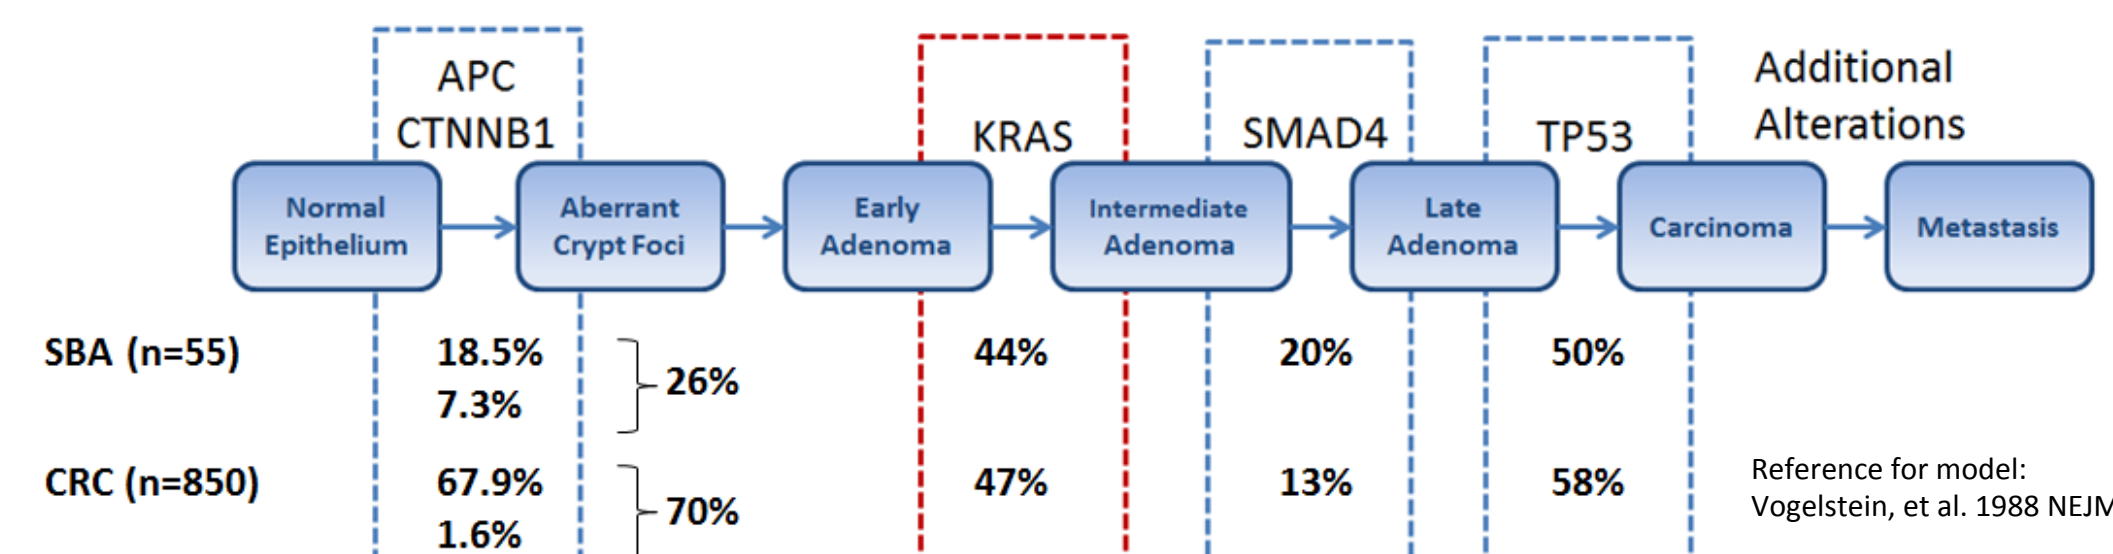 APC
CTNNB1
KRAS
SMAD4
TP53
Additional
Alterations
Normal
Epithelium
Aberrant
Crypt Foci
Early
Adenoma
Intermediate
Adenoma
Late
Adenoma
Carcinoma
Metastasis
SBA (n=55)
18.5%
7.3%
26%
44%
20%
50%
CRC (n=850)
67.9%
1.6%
70%
47%
13%
58%
Reference for model:
Vogelstein, et al. 1988 NEJM